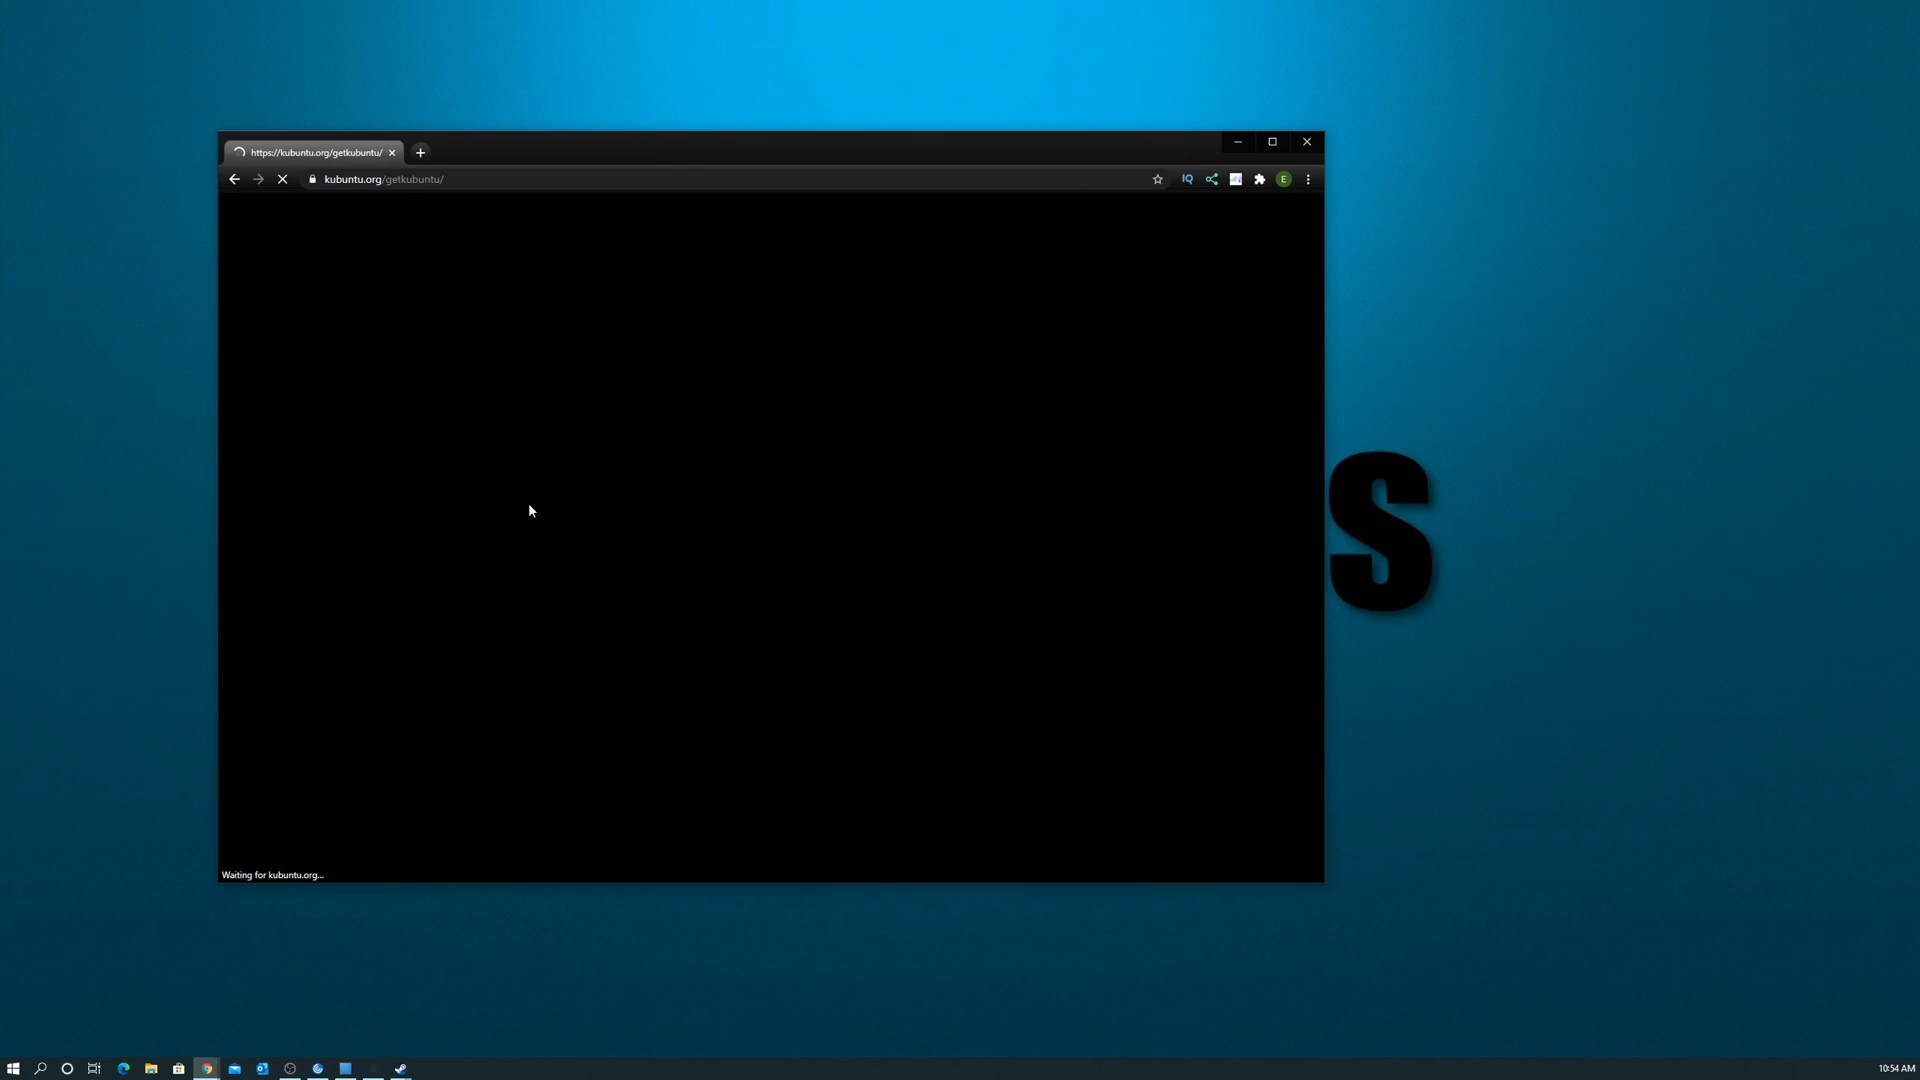 https://kubuntu.org/getkubuntu/
kubuntu.org/getkubuntu/
IQ
E
S
Waiting for kubuntu.org...
10:54 AM